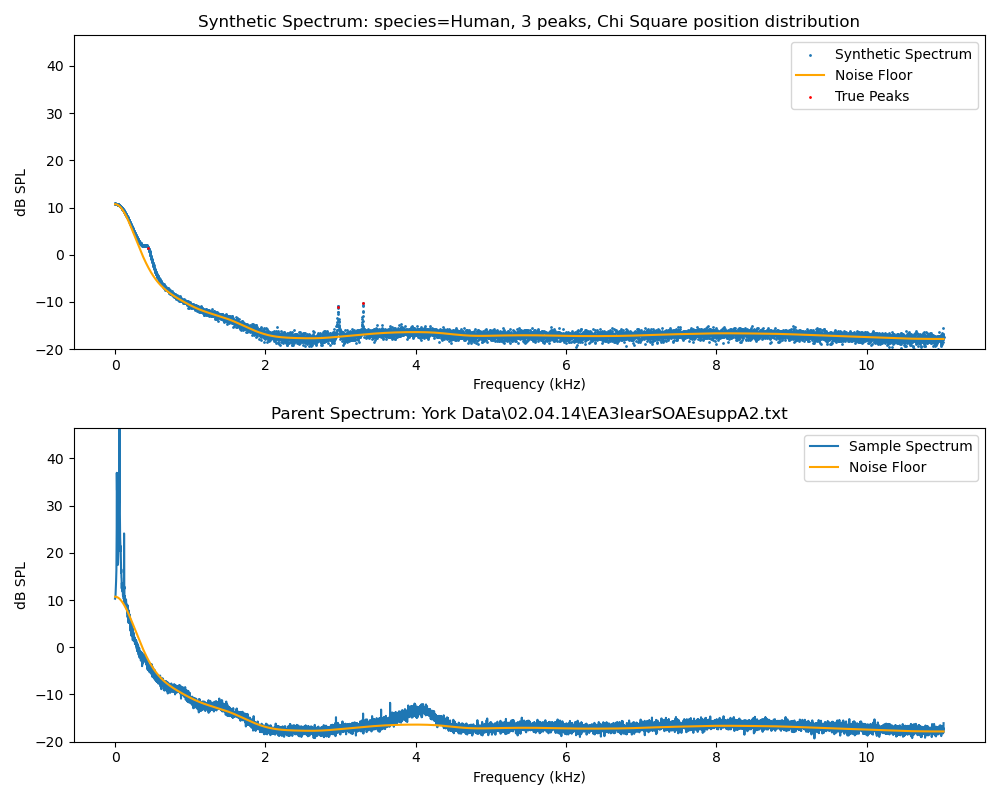 Synthetic Spectrum: species=Human, 3 peaks, Chi Square position distribution
Synthetic Spectrum
Noise Floor
True Peaks
40
30
20
10
0
−10
−20
dB SPL
0 2 4 6 8 10
Frequency (kHz)
Parent Spectrum: York Data\02.04.14\EA3learSOAEsuppA2.txt
Sample Spectrum
Noise Floor
40
30
20
10
0
−10
−20
dB SPL
0 2 4 6 8 10
Frequency (kHz)